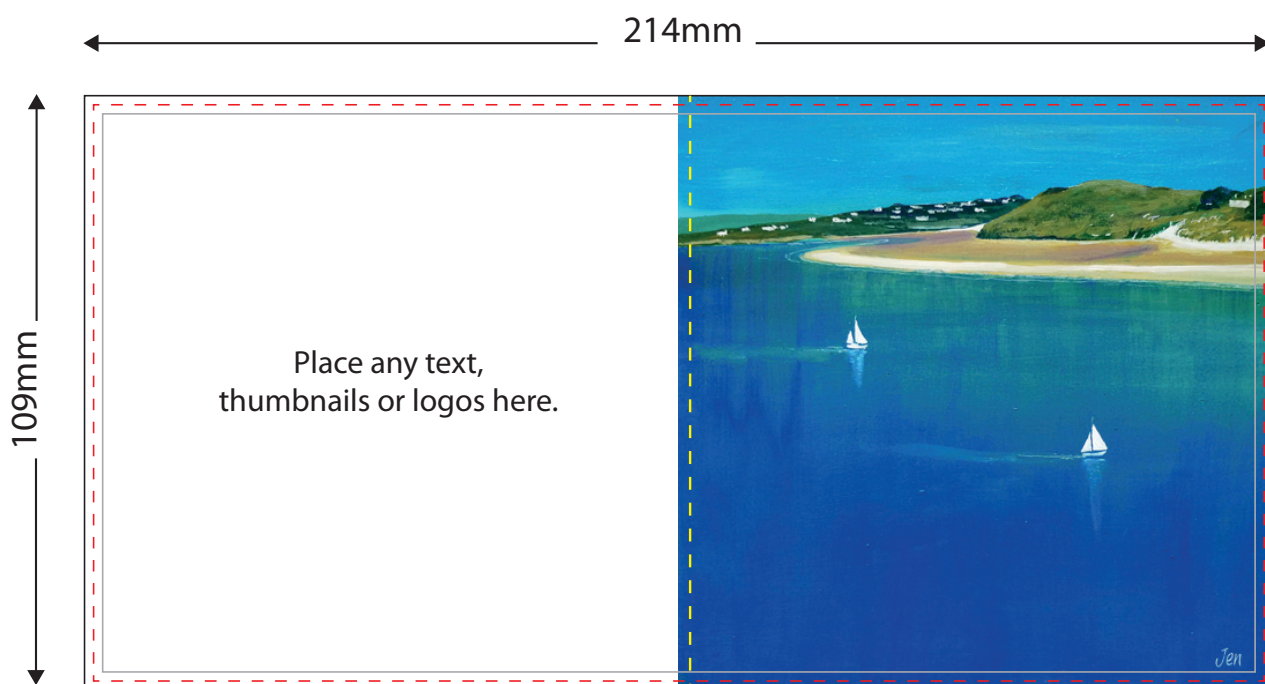 214mm
109mm
Place any text,
thumbnails or logos here.
Jen